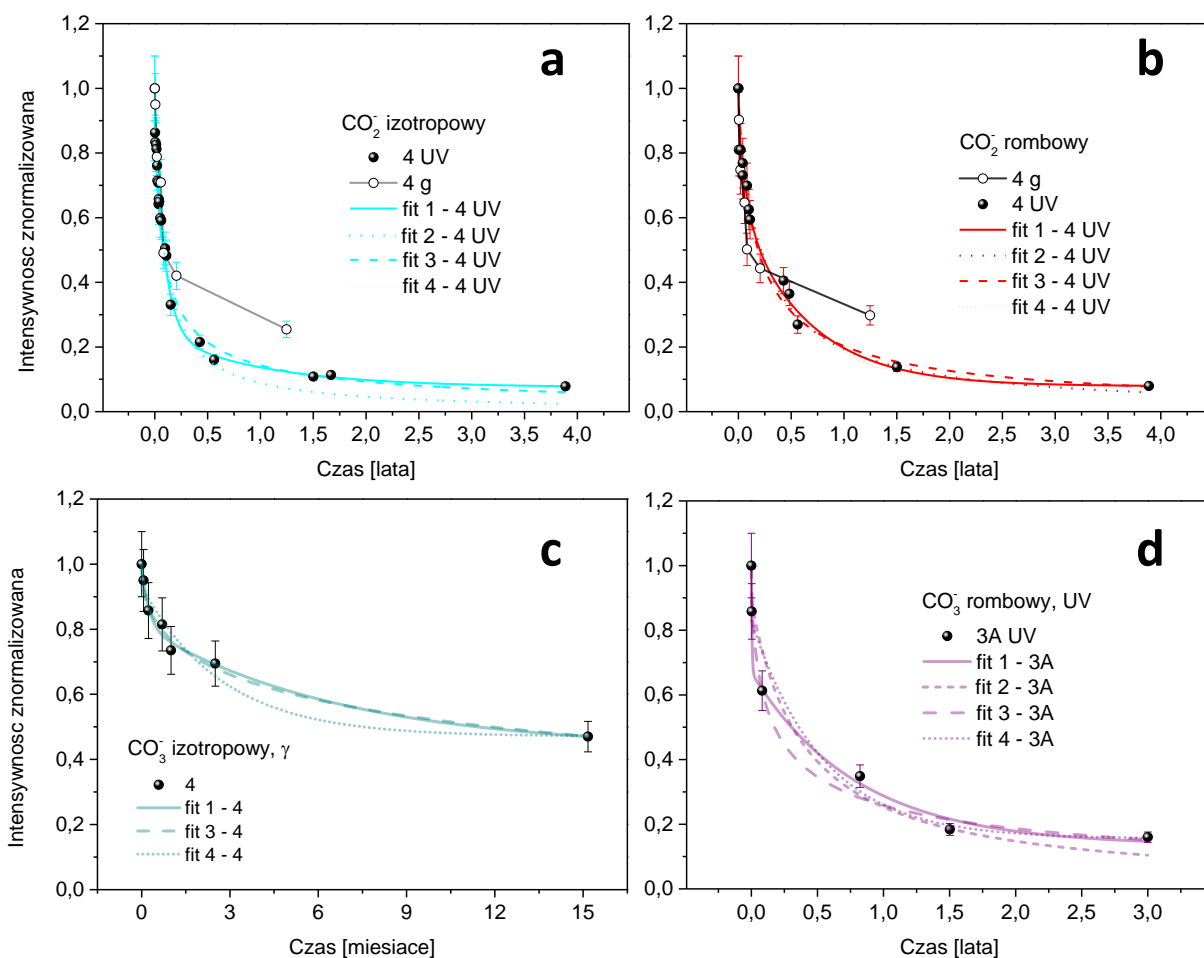 a
Intensywnosc znormalizowana
1,2
1,0
0,8
0,6
0,4
0,2
0,0
CO₂⁻ izotropowy
4 UV
4 g
fit 1 - 4 UV
fit 2 - 4 UV
fit 3 - 4 UV
fit 4 - 4 UV
0,0 0,5 1,0 1,5 2,0 2,5 3,0 3,5 4,0
Czas [lata]
b
1,2
1,0
0,8
0,6
0,4
0,2
0,0
CO₂⁻ rombowy
4 g
4 UV
fit 1 - 4 UV
fit 2 - 4 UV
fit 3 - 4 UV
fit 4 - 4 UV
0,0 0,5 1,0 1,5 2,0 2,5 3,0 3,5 4,0
Czas [lata]
c
Intensywnosc znormalizowana
1,2
1,0
0,8
0,6
0,4
0,2
0,0
CO₃⁻ izotropowy, γ
4
fit 1 - 4
fit 3 - 4
fit 4 - 4
0 3 6 9 12 15
Czas [miesiace]
d
1,2
1,0
0,8
0,6
0,4
0,2
0,0
CO₃⁻ rombowy, UV
3A UV
fit 1 - 3A
fit 2 - 3A
fit 3 - 3A
fit 4 - 3A
0,0 0,5 1,0 1,5 2,0 2,5 3,0
Czas [lata]